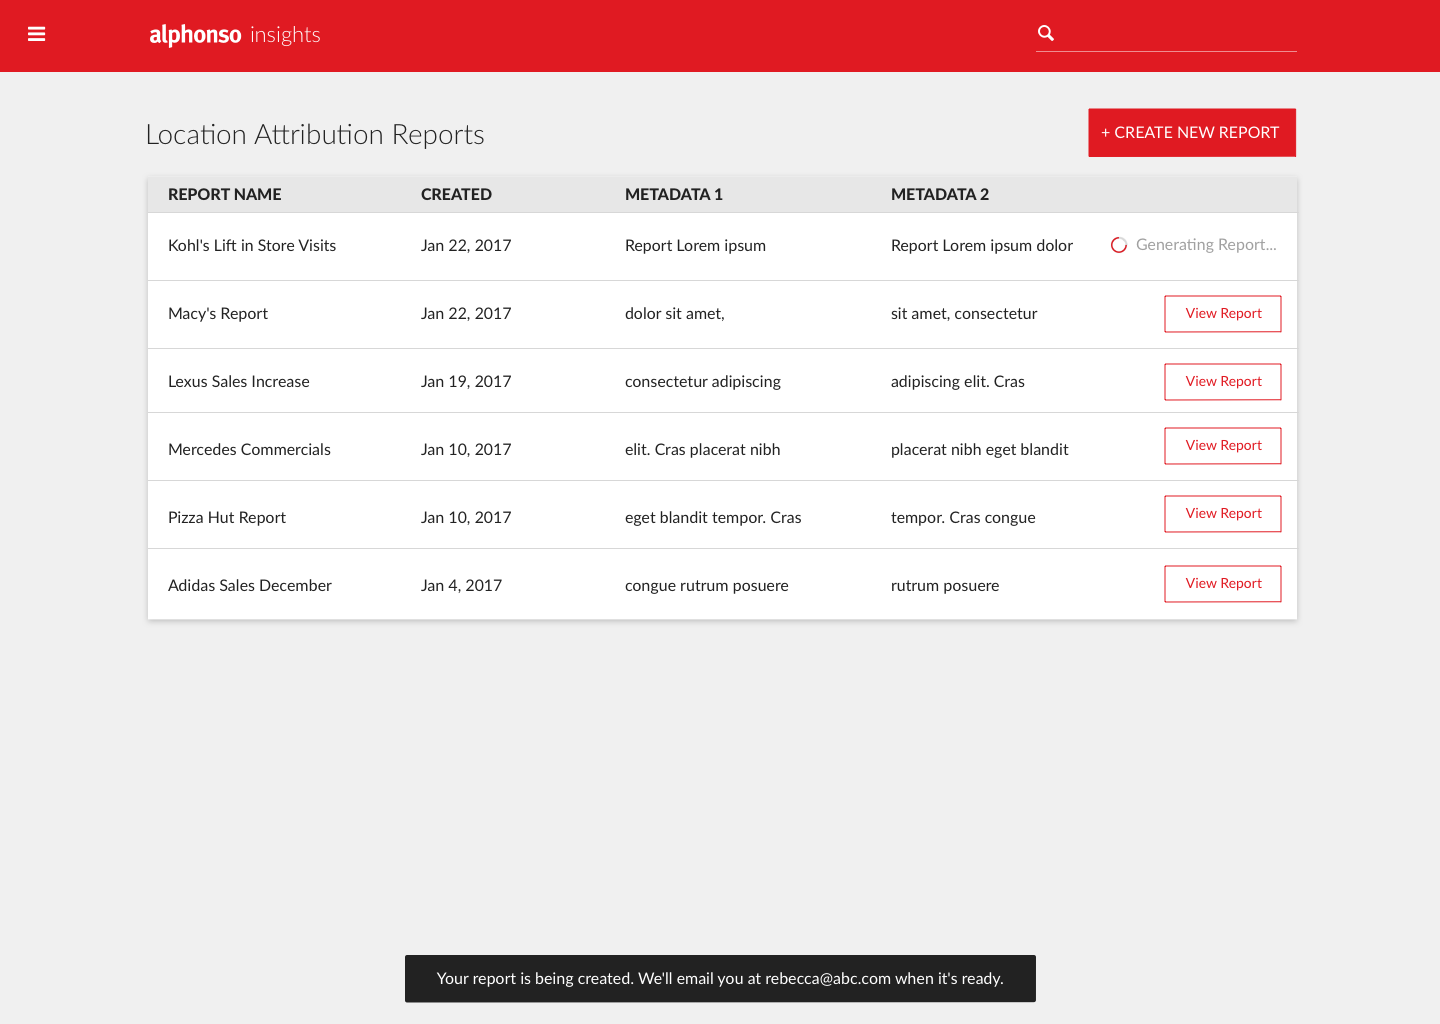 alphonso insights
Location Attribution Reports
+ CREATE NEW REPORT
REPORT NAME CREATED METADATA 1 METADATA 2
Kohl's Lift in Store Visits Jan 22, 2017 Report Lorem ipsum Report Lorem ipsum dolor Generating Report...
Macy's Report Jan 22, 2017 dolor sit amet, sit amet, consectetur View Report
Lexus Sales Increase Jan 19, 2017 consectetur adipiscing adipiscing elit. Cras View Report
Mercedes Commercials Jan 10, 2017 elit. Cras placerat nibh placerat nibh eget blandit View Report
Pizza Hut Report Jan 10, 2017 eget blandit tempor. Cras tempor. Cras congue View Report
Adidas Sales December Jan 4, 2017 congue rutrum posuere rutrum posuere View Report
Your report is being created. We'll email you at rebecca@abc.com when it's ready.